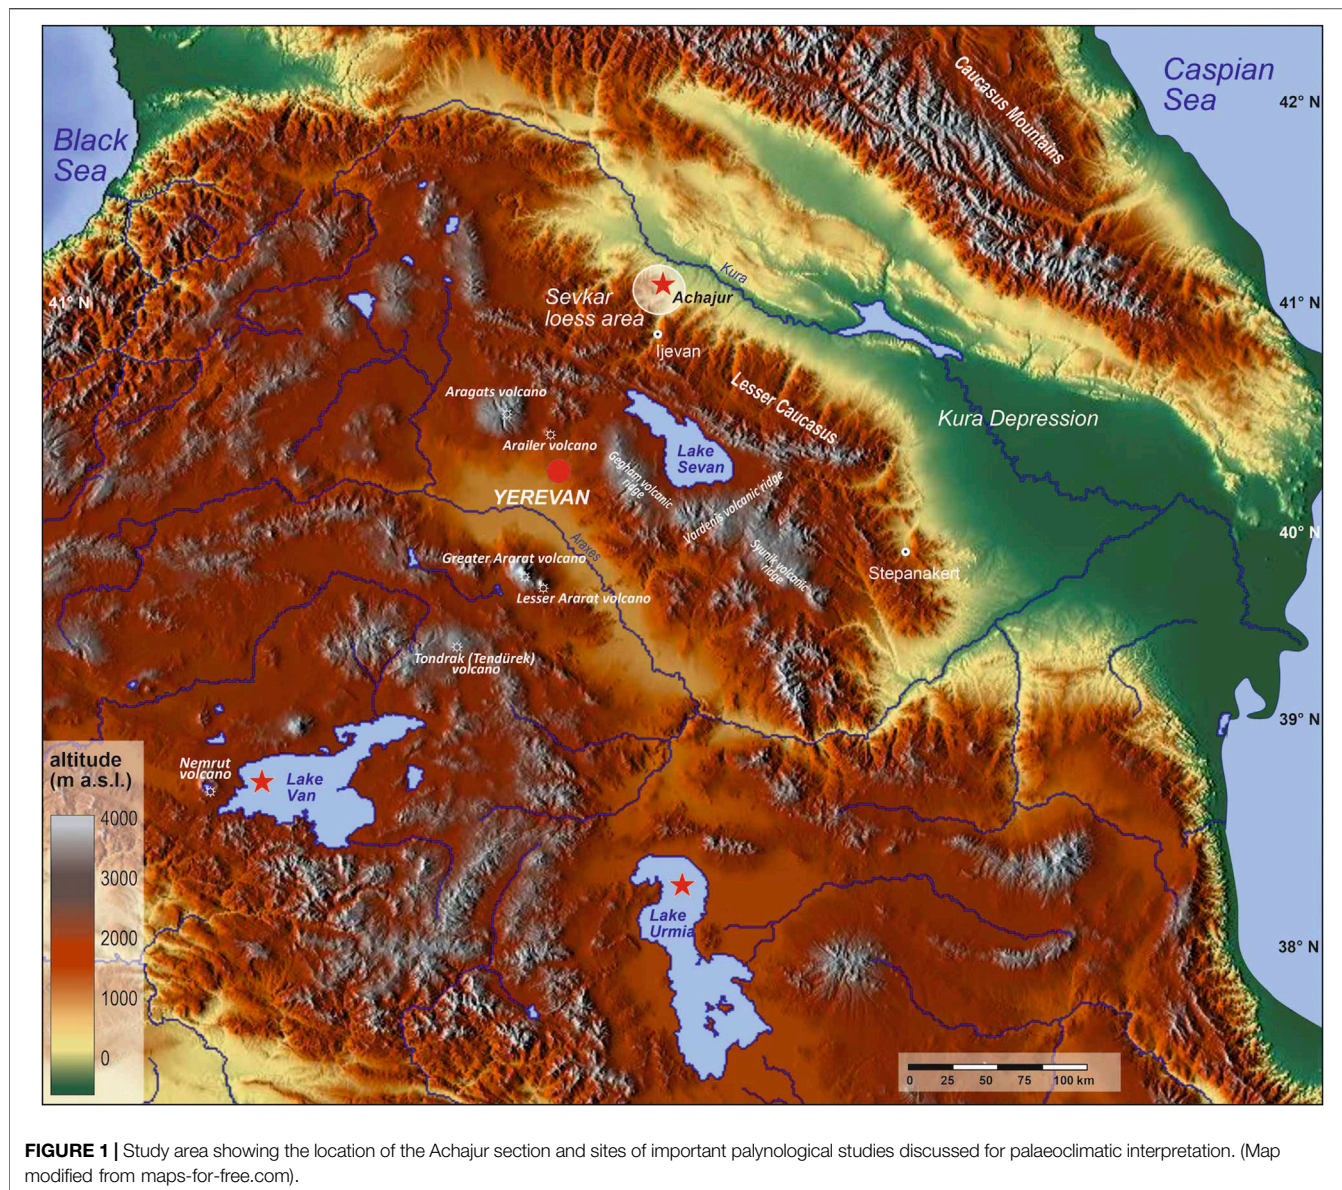 Caucasus Mountains
Caspian
Sea
42° N
Black
Sea
Kura
41° N
Sevkar
loess area
Achajur
41° N
Ijevan
Aragats volcano
Lesser Caucasus
Kura Depression
Arailer volcano
Lake
Sevan
Gegham volcanic
ridge
YEREVAN
Vardenis volcanic ridge
Araxes
Syunik volcanic
ridge
40° N
Greater Ararat volcano
Stepanakert
Lesser Ararat volcano
Tondrak (Tendürek)
volcano
39° N
altitude
(m a.s.l.)
Nemrut
volcano
Lake
Van
4000
3000
2000
1000
0
Lake
Urmia
38° N
0 25 50 75 100 km
FIGURE 1 | Study area showing the location of the Achajur section and sites of important palynological studies discussed for palaeoclimatic interpretation. (Map
modified from maps-for-free.com).